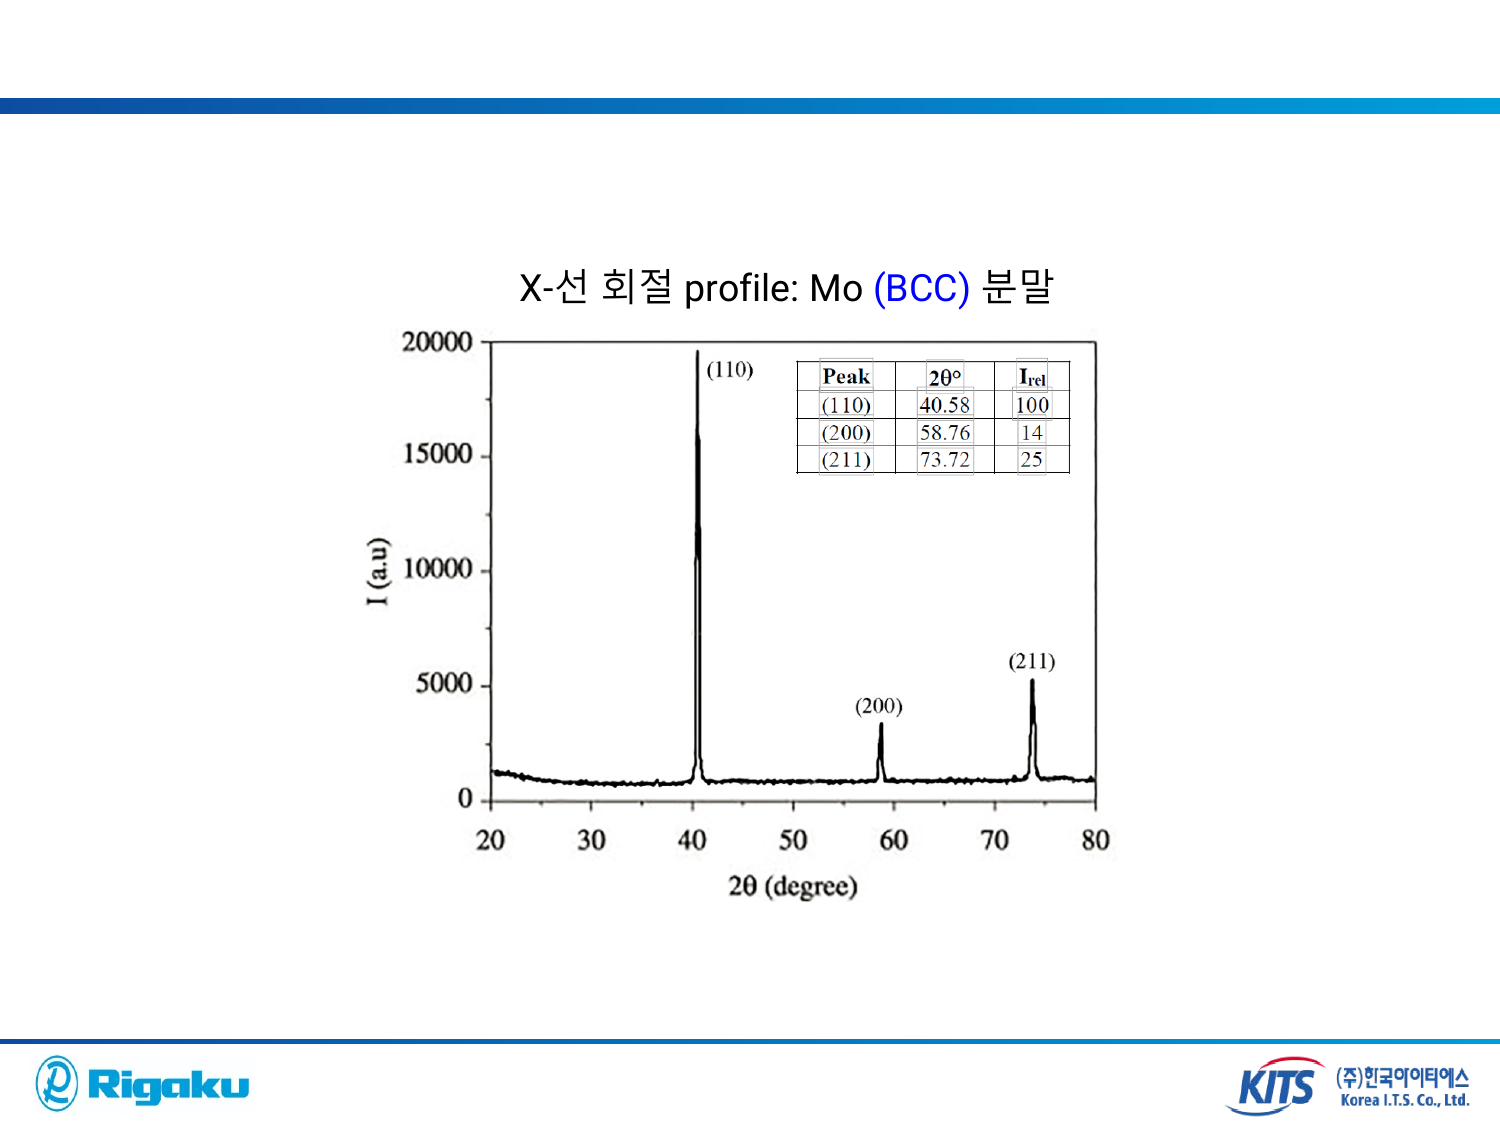 X-선 회절 profile: Mo (BCC) 분말
20000
15000
10000
5000
0
I (a.u)
(110)
(200)
(211)
Peak 2θ° Irel
(110) 40.58 100
(200) 58.76 14
(211) 73.72 25
20 30 40 50 60 70 80
2θ (degree)
Rigaku
KITS
(주)한국아이티에스
Korea I.T.S. Co., Ltd.